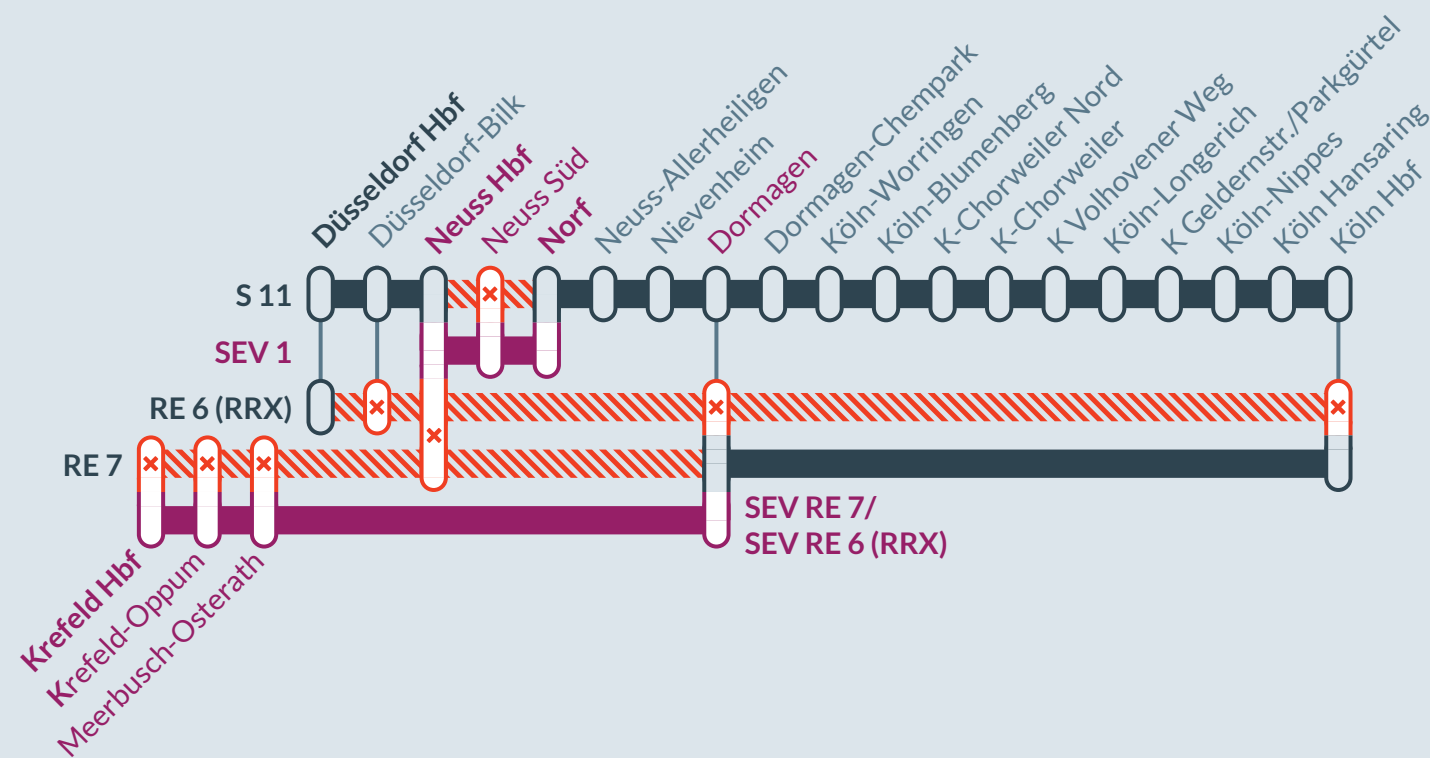 Düsseldorf Hbf
Düsseldorf-Bilk
Neuss Hbf
Neuss Süd
Norf
Neuss-Allerheiligen
Nievenheim
Dormagen
Dormagen-Chempark
Köln-Worringen
Köln-Blumenberg
K-Chorweiler Nord
K-Chorweiler
K Volhovener Weg
Köln-Longerich
K Geldernstr./Parkgürtel
Köln-Nippes
Köln Hansaring
Köln Hbf
S 11
SEV 1
RE 6 (RRX)
RE 7
SEV RE 7/
SEV RE 6 (RRX)
Krefeld Hbf
Krefeld-Oppum
Meerbusch-Osterath